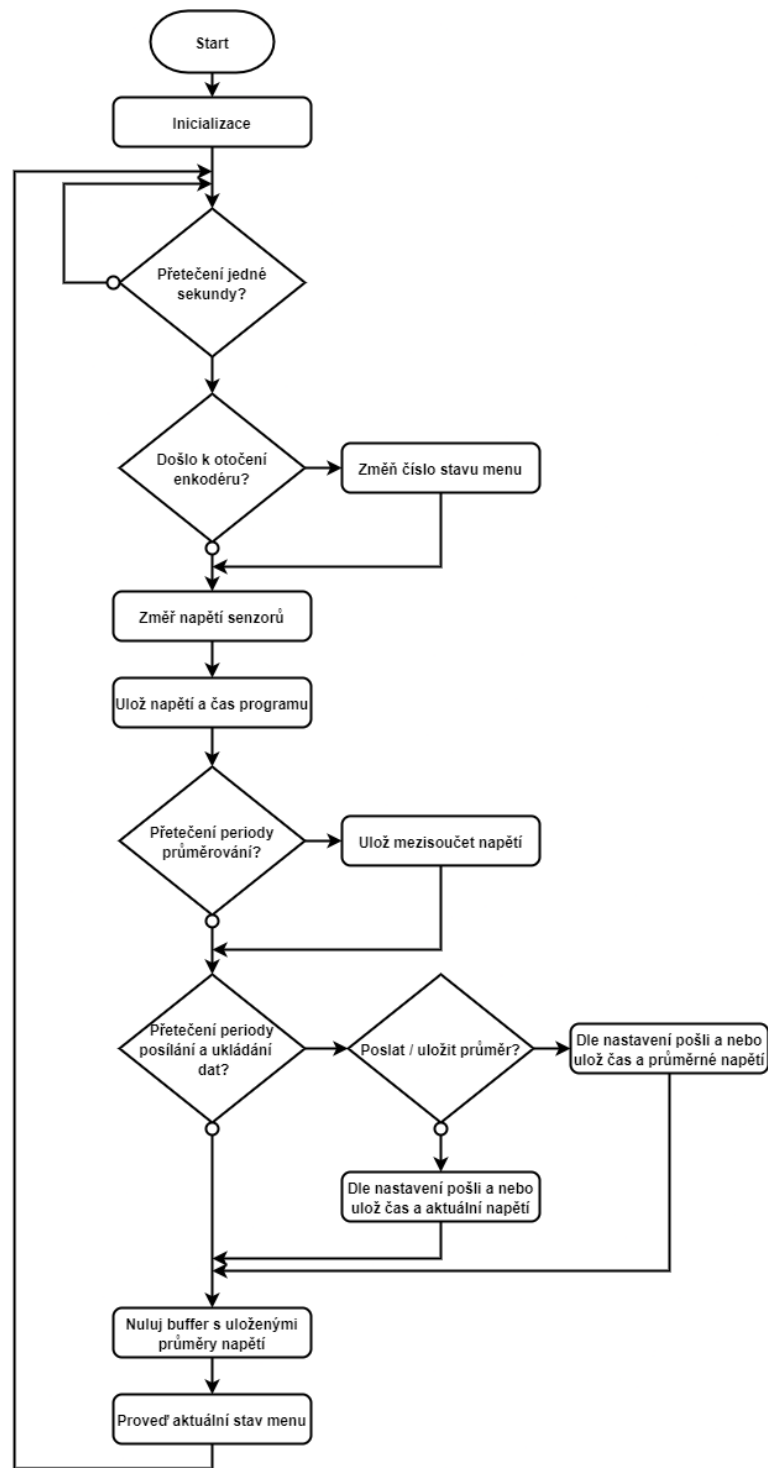 Start
Inicializace
Přetečení jedné
sekundy?
Došlo k otočení
enkodéru?
Změň číslo stavu menu
Změř napětí senzorů
Ulož napětí a čas programu
Přetečení periody
průměrování?
Ulož mezisoučet napětí
Přetečení periody
posílání a ukládání
dat?
Poslat / uložit průměr?
Dle nastavení pošli a nebo
ulož čas a průměrné napětí
Dle nastavení pošli a nebo
ulož čas a aktuální napětí
Nuluj buffer s uloženými
průměry napětí
Proveď aktuální stav menu